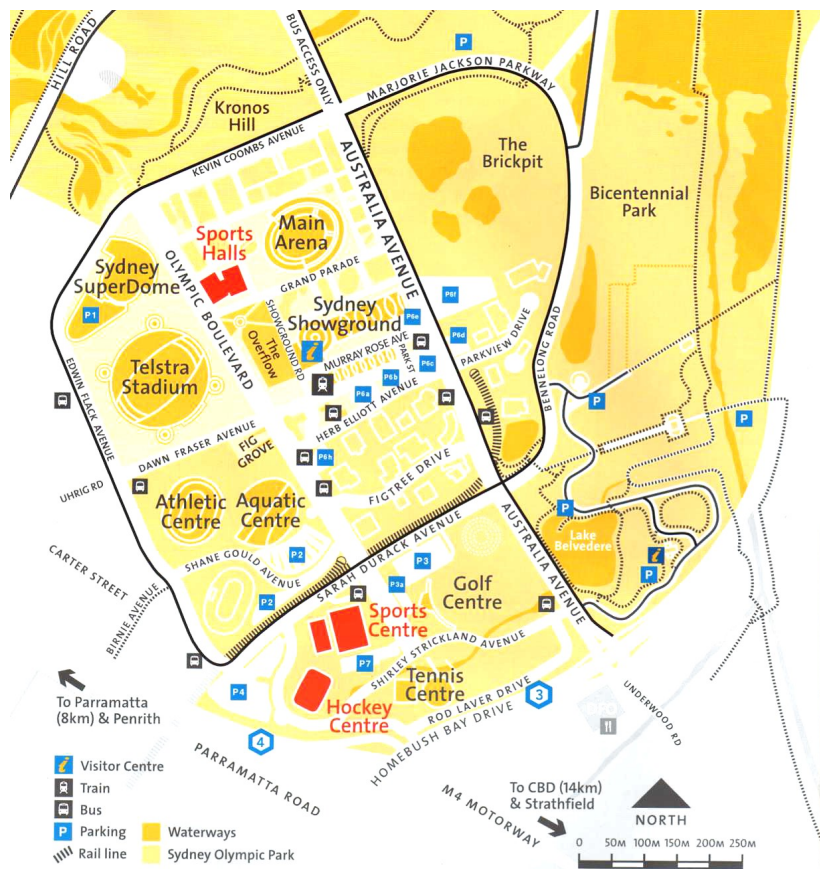 HILL ROAD
BUS ACCESS ONLY
P
MARJORIE JACKSON PARKWAY
Kronos
Hill
KEVIN COOMBS AVENUE
AUSTRALIA AVENUE
The
Brickpit
Bicentennial
Park
Sports
Halls
Main
Arena
OLYMPIC BOULEVARD
Sydney
SuperDome
GRAND PARADE
P1
Sydney
Showground
SHOWGROUND RD
The
Overflow
i
P6f
P6e
P6d
MURRAY ROSE AVE
PARK ST
P6c
PARKVIEW DRIVE
BENNELONG ROAD
Telstra
Stadium
P6b
P6a
HERB ELLIOTT AVENUE
EDWIN FLACK AVENUE
P
P
DAWN FRASER AVENUE
FIG
GROVE
P6h
FIGTREE DRIVE
UHRIG RD
Athletic
Centre
Aquatic
Centre
P
AUSTRALIA AVENUE
Lake
Belvedere
i
P
CARTER STREET
SHANE GOULD AVENUE
P2
SARAH DURACK AVENUE
P3
P3a
P2
Golf
Centre
BIRNIE AVENUE
Sports
Centre
SHIRLEY STRICKLAND AVENUE
P7
Tennis
Centre
P4
Hockey
Centre
ROD LAVER DRIVE
3
HOMEBUSH BAY DRIVE
UNDERWOOD RD
DFO
To Parramatta
(8km) & Penrith
4
PARRAMATTA ROAD
M4 MOTORWAY
To CBD (14km)
& Strathfield
i Visitor Centre
Train
Bus
P Parking
Waterways
Rail line
Sydney Olympic Park
NORTH
0 50M 100M 150M 200M 250M